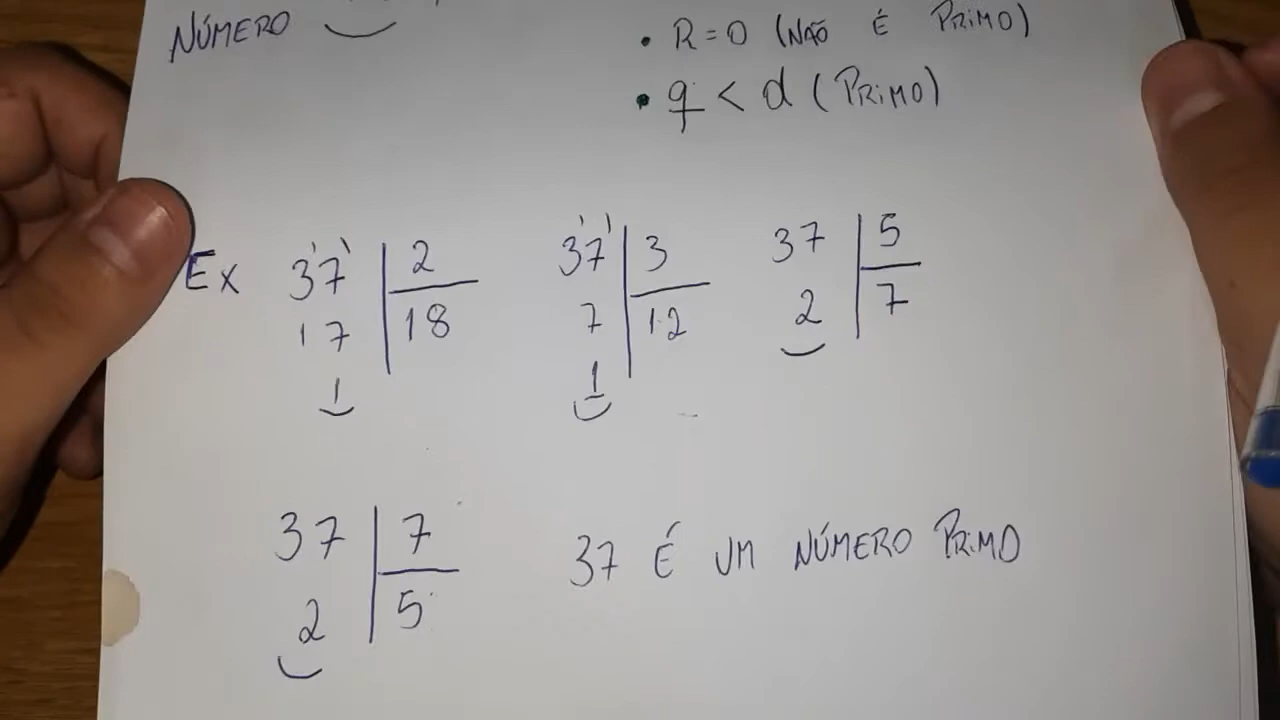 NÚMERO
• R=0 (NÃO É PRIMO)
• q < d (PRIMO)
Ex 37 2 37 3 37 5
17 18 7 12 2 7
1 1
37 7 37 É UM NÚMERO PRIMO
2 5